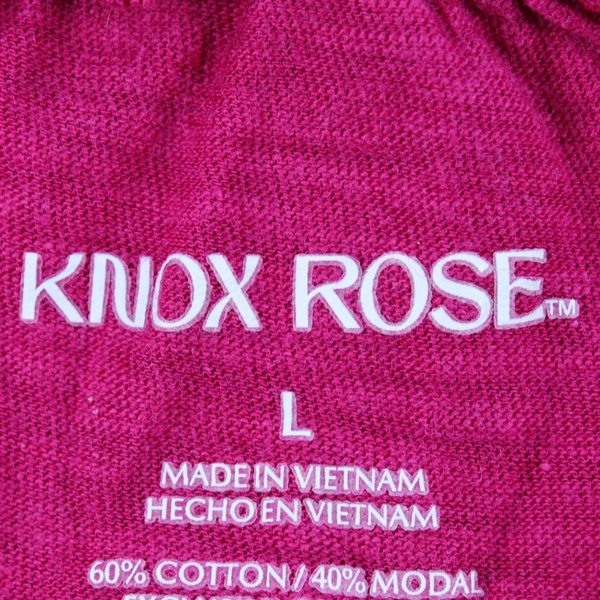 KNOX ROSE™
L
MADE IN VIETNAM
HECHO EN VIETNAM
60% COTTON / 40% MODAL